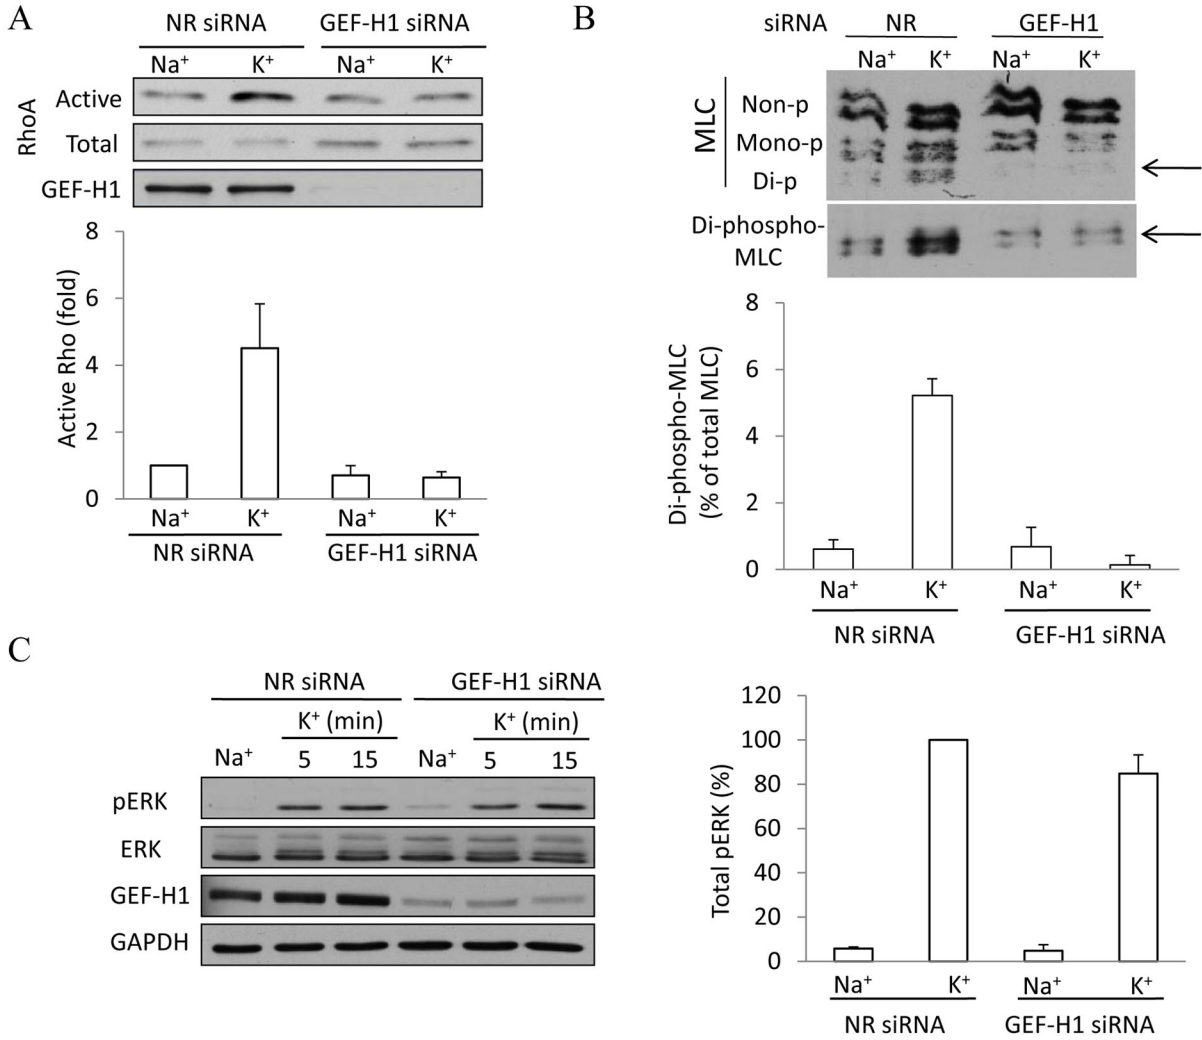 A
NR siRNA GEF-H1 siRNA
Na⁺ K⁺ Na⁺ K⁺
RhoA
Active
Total
GEF-H1
8
6
4
2
0
Active Rho (fold)
Na⁺ K⁺ Na⁺ K⁺
NR siRNA GEF-H1 siRNA
B
siRNA NR GEF-H1
Na⁺ K⁺ Na⁺ K⁺
MLC
Non-p
Mono-p
Di-p
Di-phospho-
MLC
8
6
4
2
0
Di-phospho-MLC
(% of total MLC)
Na⁺ K⁺ Na⁺ K⁺
NR siRNA GEF-H1 siRNA
C
NR siRNA GEF-H1 siRNA
K⁺ (min) K⁺ (min)
Na⁺ 5 15 Na⁺ 5 15
pERK
ERK
GEF-H1
GAPDH
120
100
80
60
40
20
0
Total pERK (%)
Na⁺ K⁺ Na⁺ K⁺
NR siRNA GEF-H1 siRNA